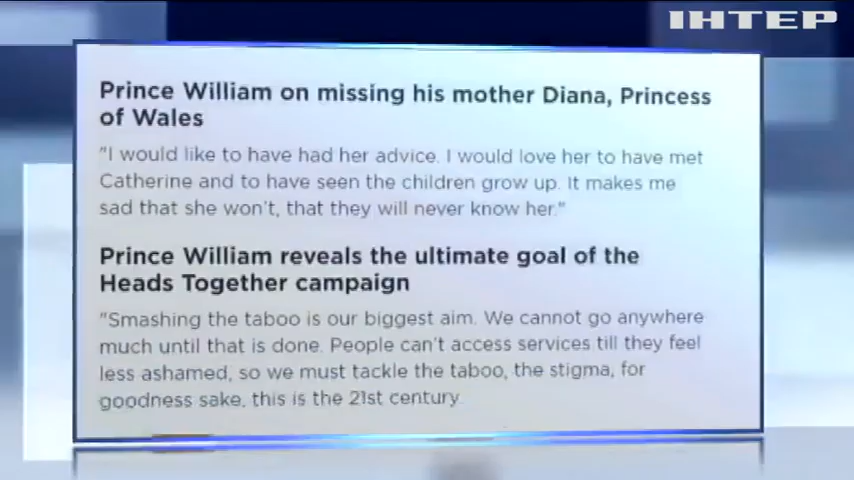 ІНТЕР
Prince William on missing his mother Diana, Princess
of Wales
"I would like to have had her advice. I would love her to have met
Catherine and to have seen the children grow up. It makes me
sad that she won't, that they will never know her."
Prince William reveals the ultimate goal of the
Heads Together campaign
"Smashing the taboo is our biggest aim. We cannot go anywhere
much until that is done. People can't access services till they feel
less ashamed, so we must tackle the taboo, the stigma, for
goodness sake, this is the 21st century